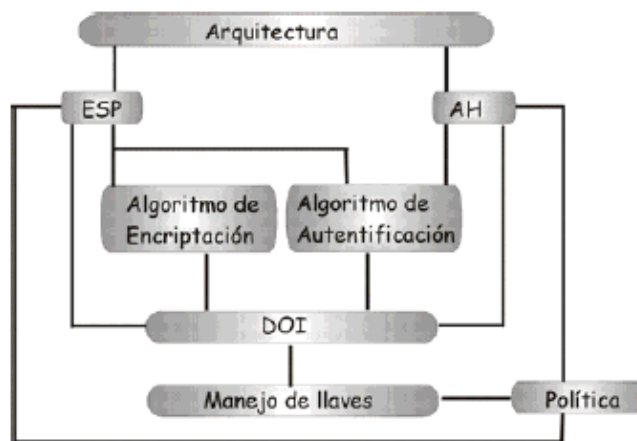 Arquitectura
ESP
AH
Algoritmo de
Encriptación
Algoritmo de
Autentificación
DOI
Manejo de llaves
Política